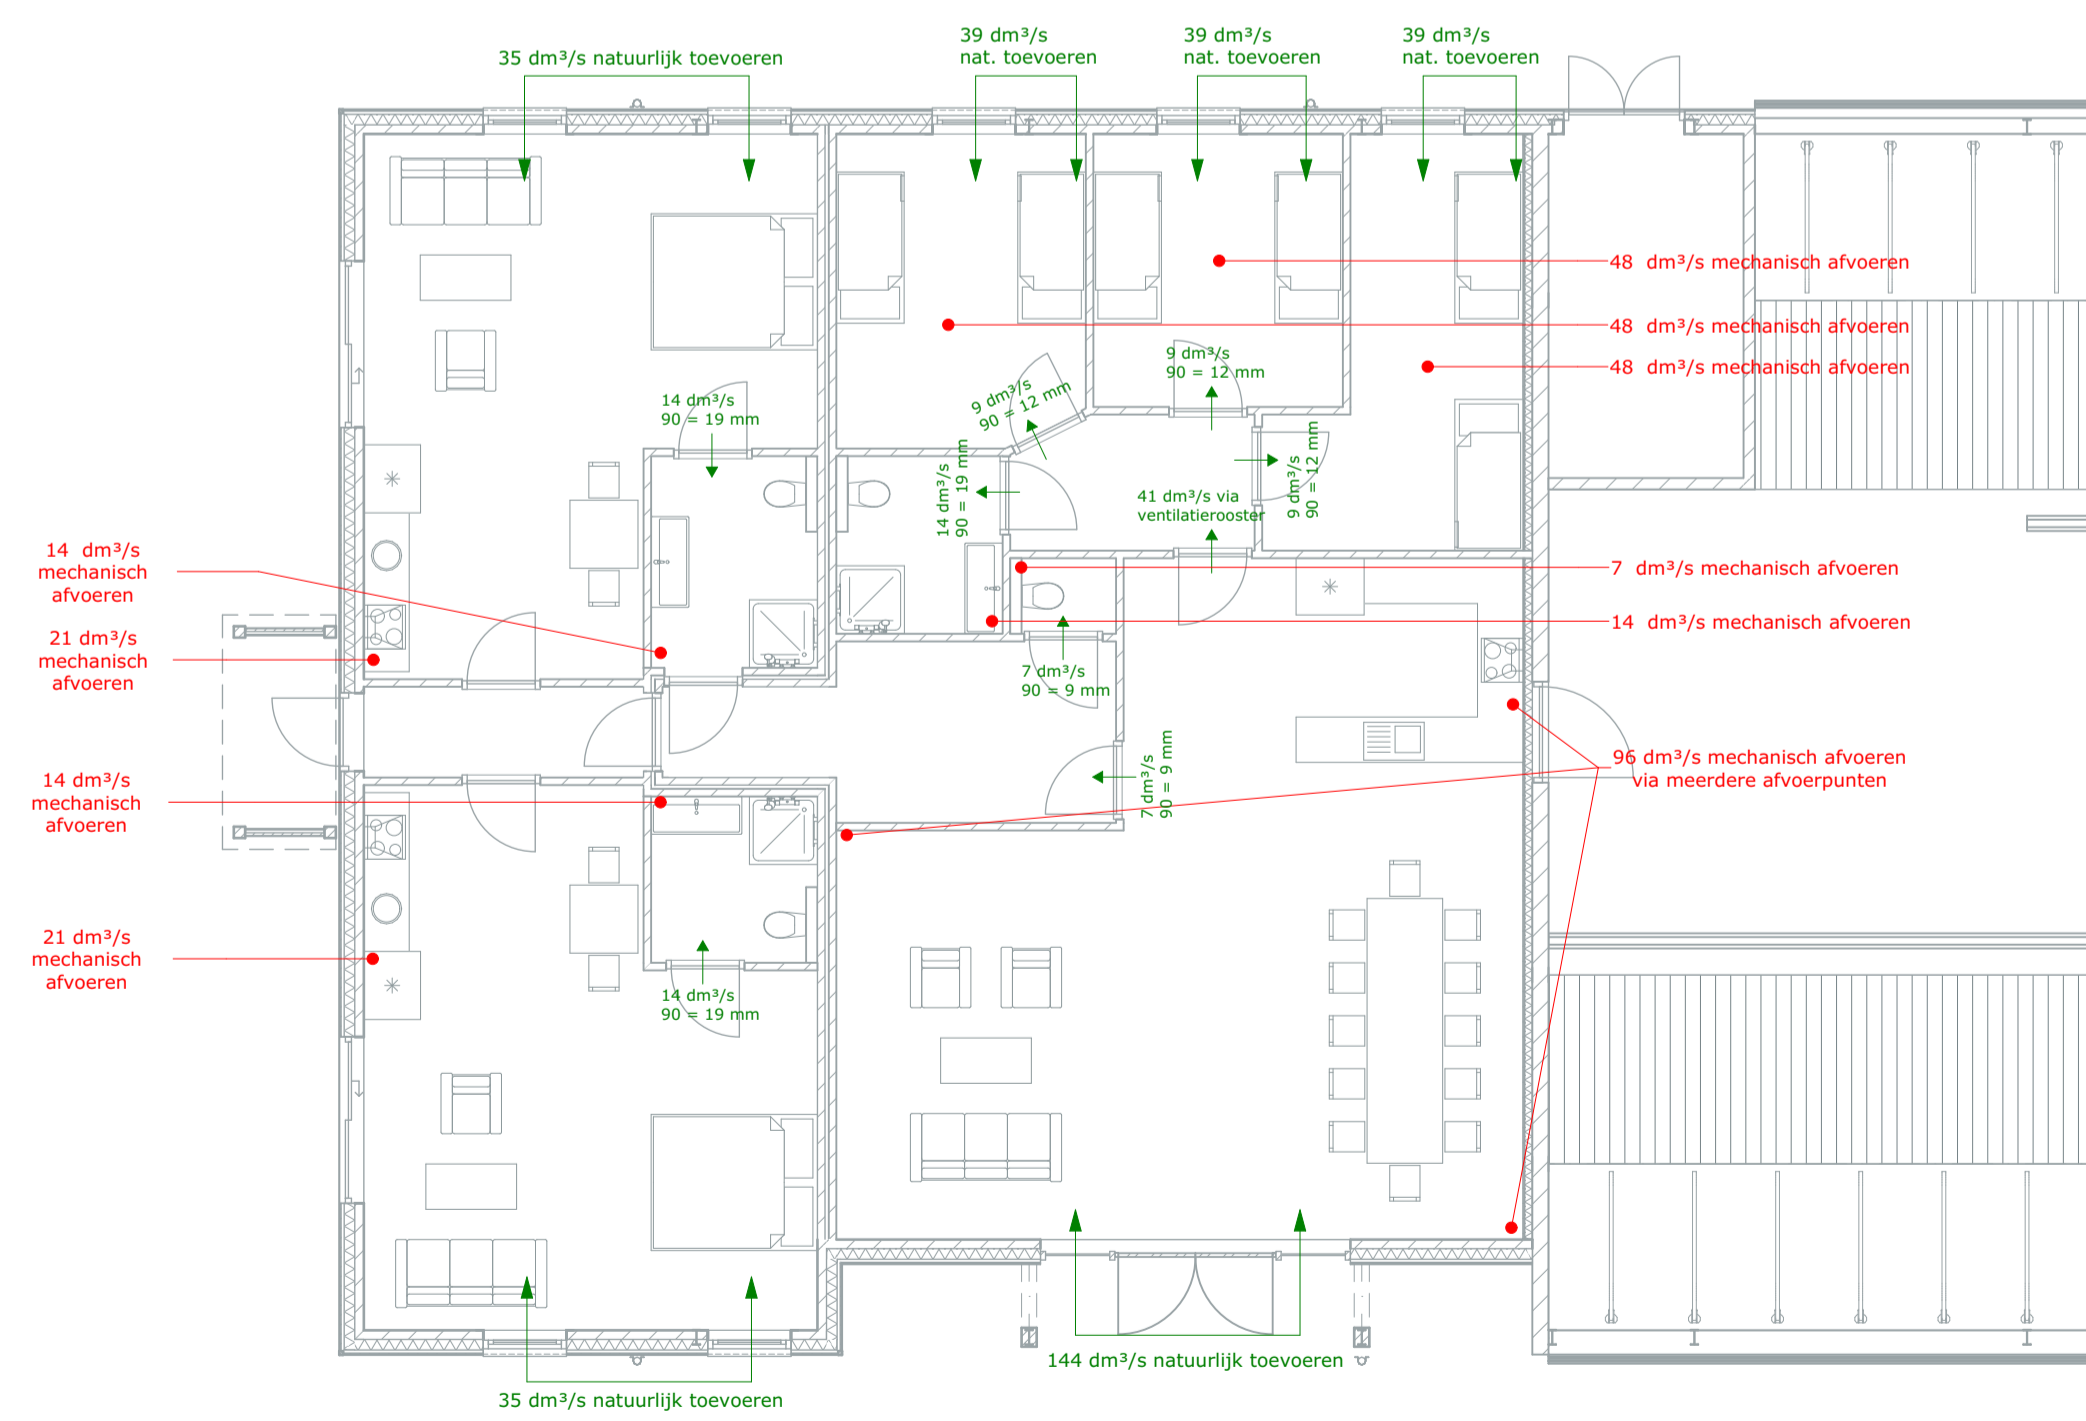 35 dm³/s natuurlijk toevoeren
39 dm³/s
nat. toevoeren
39 dm³/s
nat. toevoeren
39 dm³/s
nat. toevoeren
48 dm³/s mechanisch afvoeren
48 dm³/s mechanisch afvoeren
48 dm³/s mechanisch afvoeren
9 dm³/s
90 = 12 mm
9 dm³/s
90 = 12 mm
14 dm³/s
90 = 19 mm
14 dm³/s
90 = 19 mm
9 dm³/s
90 = 12 mm
41 dm³/s via
ventilatierooster
14 dm³/s
mechanisch
afvoeren
7 dm³/s mechanisch afvoeren
14 dm³/s mechanisch afvoeren
21 dm³/s
mechanisch
afvoeren
7 dm³/s
90 = 9 mm
7 dm³/s
90 = 9 mm
96 dm³/s mechanisch afvoeren
via meerdere afvoerpunten
14 dm³/s
mechanisch
afvoeren
21 dm³/s
mechanisch
afvoeren
14 dm³/s
90 = 19 mm
144 dm³/s natuurlijk toevoeren
35 dm³/s natuurlijk toevoeren